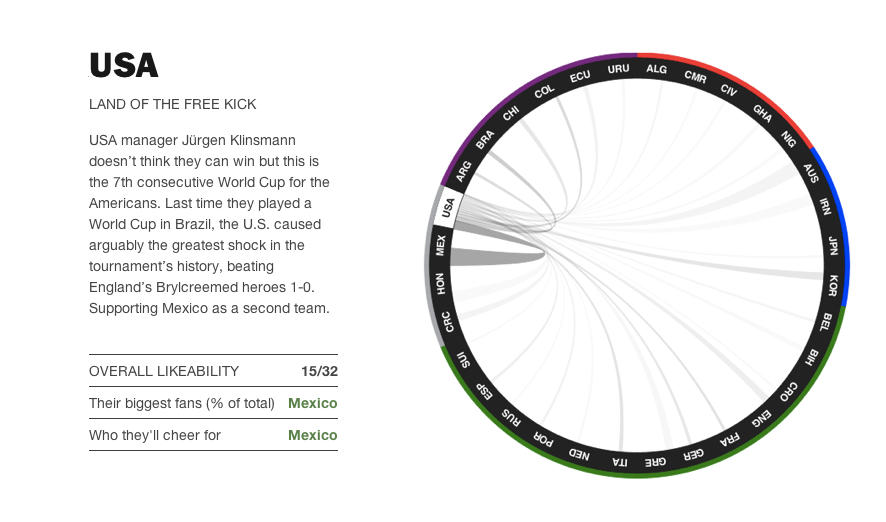 USA
LAND OF THE FREE KICK
USA manager Jürgen Klinsmann
doesn’t think they can win but this is
the 7th consecutive World Cup for the
Americans. Last time they played a
World Cup in Brazil, the U.S. caused
arguably the greatest shock in the
tournament’s history, beating
England’s Brylcreemed heroes 1-0.
Supporting Mexico as a second team.
OVERALL LIKEABILITY 15/32
Their biggest fans (% of total) Mexico
Who they'll cheer for Mexico
URU
ALG
CMR
CIV
GHA
NIG
AUS
IRN
JPN
KOR
BEL
BIH
CRO
ENG
FRA
GER
GRE
ITA
NED
POR
RUS
ESP
SUI
CRC
HON
MEX
USA
ARG
BRA
CHI
COL
ECU